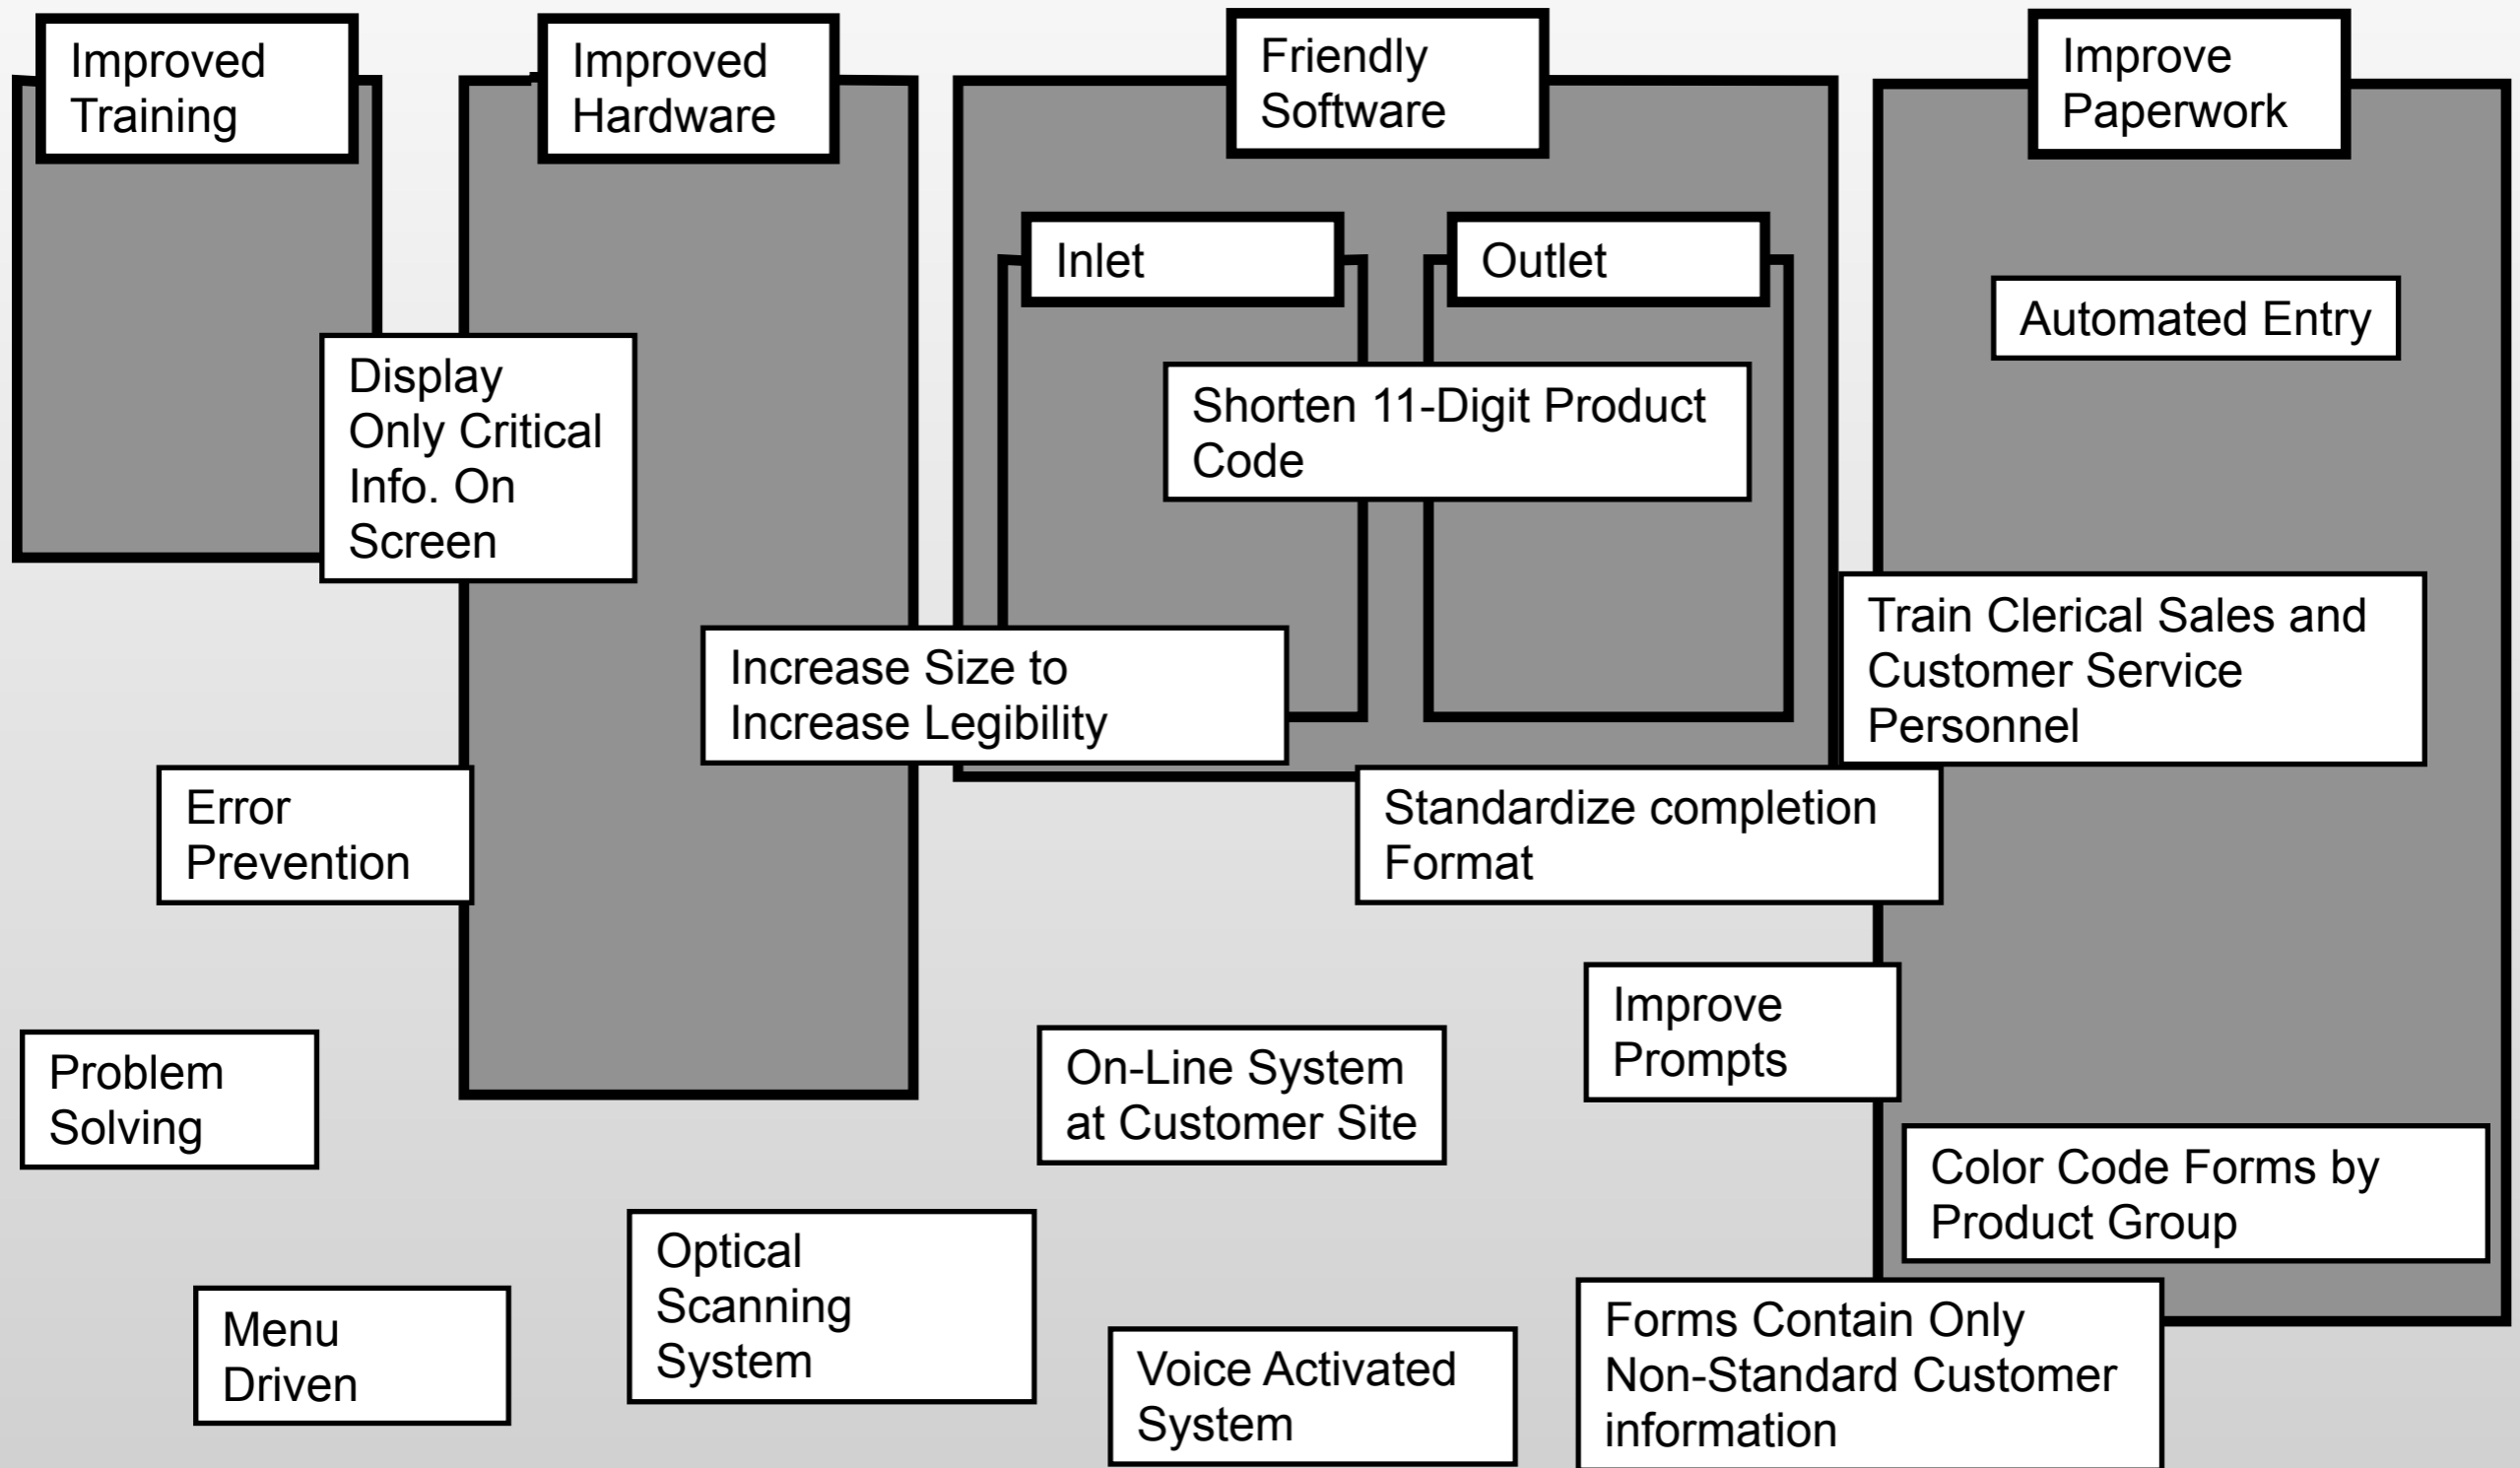 Improved
Training
Improved
Hardware
Friendly
Software
Improve
Paperwork
Inlet
Outlet
Automated Entry
Display
Only Critical
Info. On
Screen
Shorten 11-Digit Product
Code
Train Clerical Sales and
Customer Service
Personnel
Increase Size to
Increase Legibility
Error
Prevention
Standardize completion
Format
Improve
Prompts
Problem
Solving
On-Line System
at Customer Site
Color Code Forms by
Product Group
Optical
Scanning
System
Menu
Driven
Voice Activated
System
Forms Contain Only
Non-Standard Customer
information